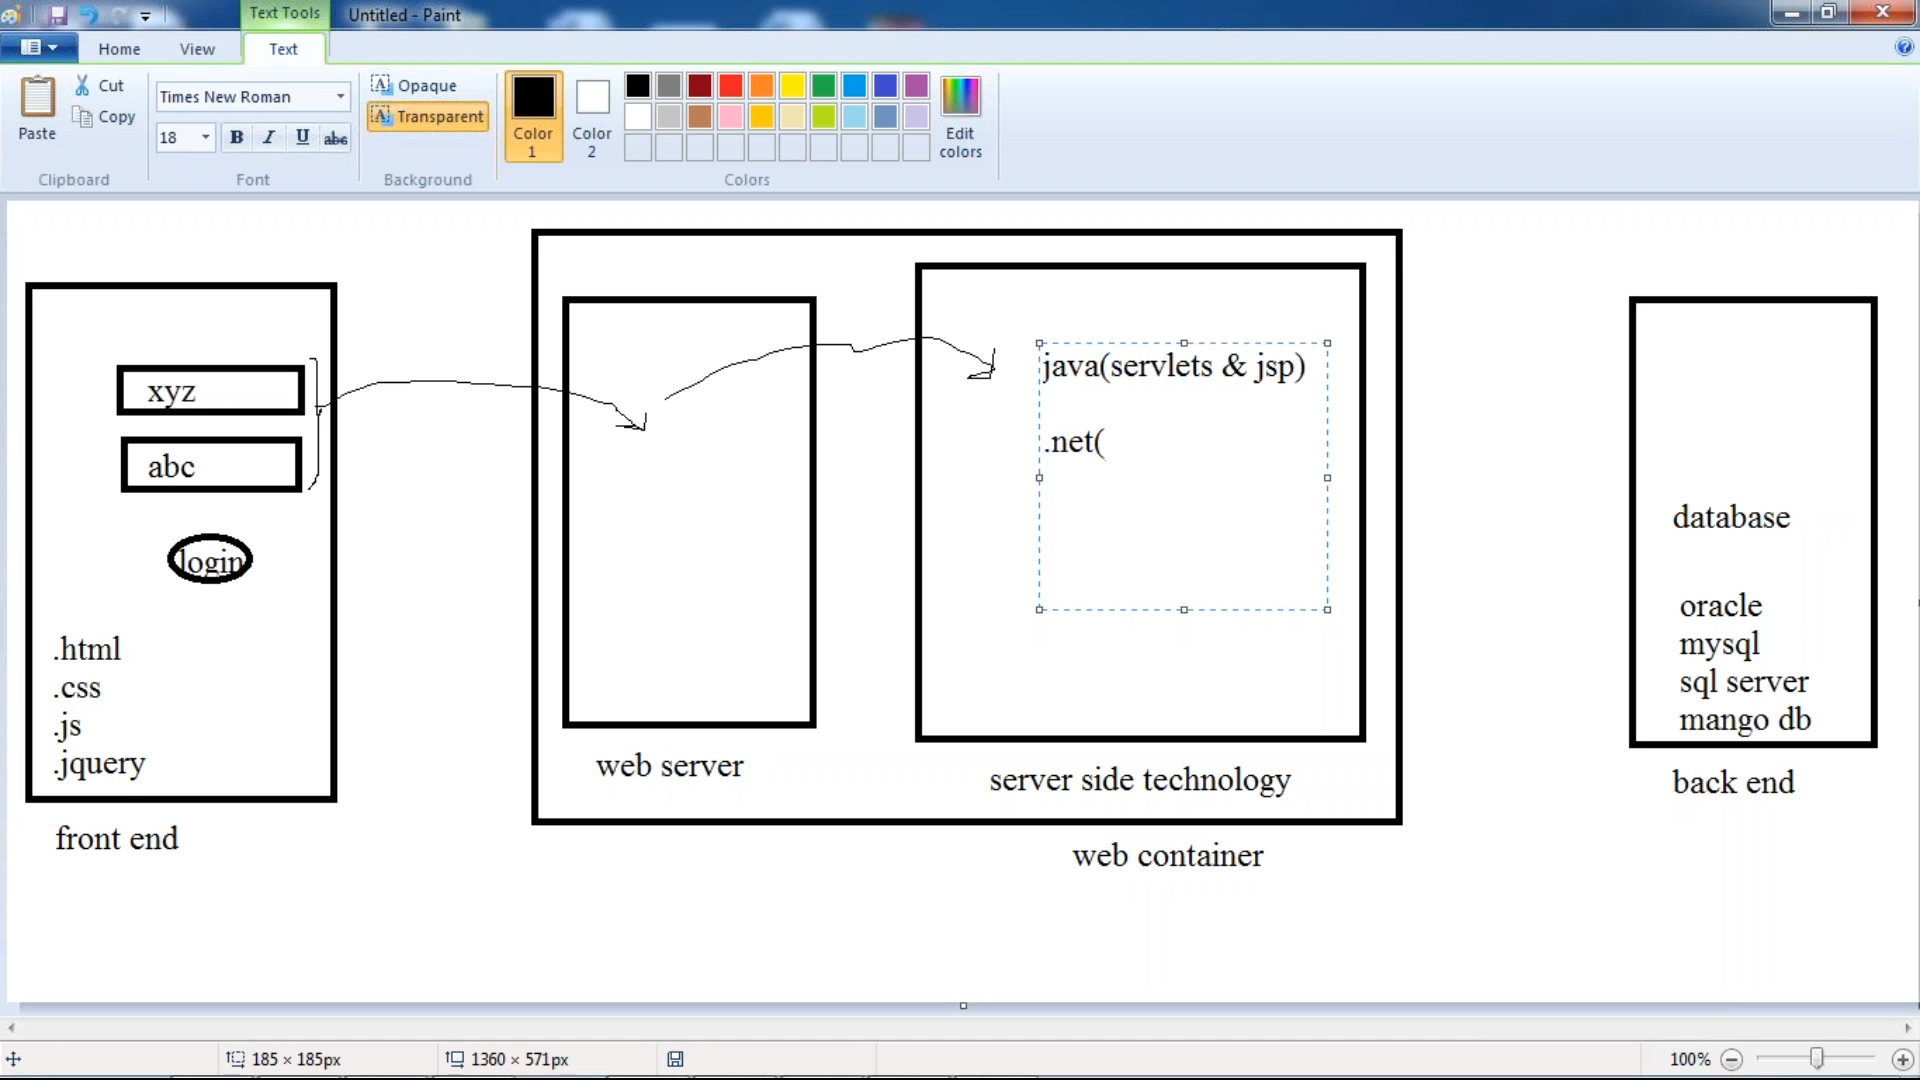 Text Tools
Untitled - Paint
Home
View
Text
Paste
Cut
Copy
Clipboard
Times New Roman
18
B I U abc
Font
Opaque
Transparent
Background
Color 1
Color 2
Edit colors
Colors
xyz
abc
login
.html
.css
.js
.jquery
front end
web server
java(servlets & jsp)
.net(
server side technology
web container
database
oracle
mysql
sql server
mango db
back end
185 × 185px
1360 × 571px
100%